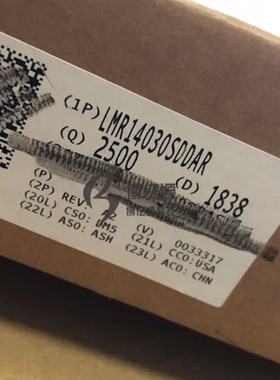 (1P) LMR14030SDDAR
(Q) 2500 (D) 1838
(P)
(2P) REV: (V) 0033317
(20L) CSO: DM5 (21L) CCO: USA
(22L) ASO: ASH (23L) ACO: CHN